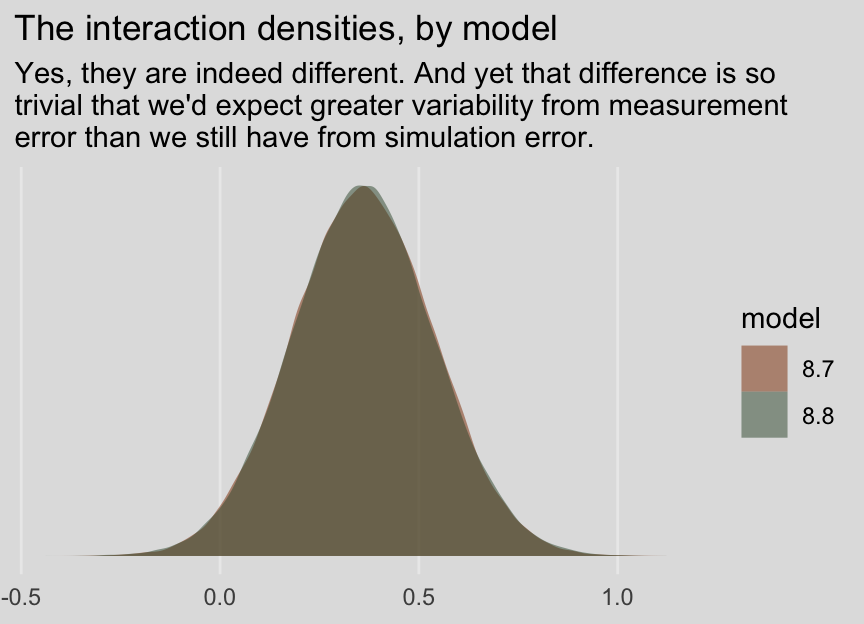 The interaction densities, by model
Yes, they are indeed different. And yet that difference is so
trivial that we'd expect greater variability from measurement
error than we still have from simulation error.
model
8.7
8.8
-0.5 0.0 0.5 1.0